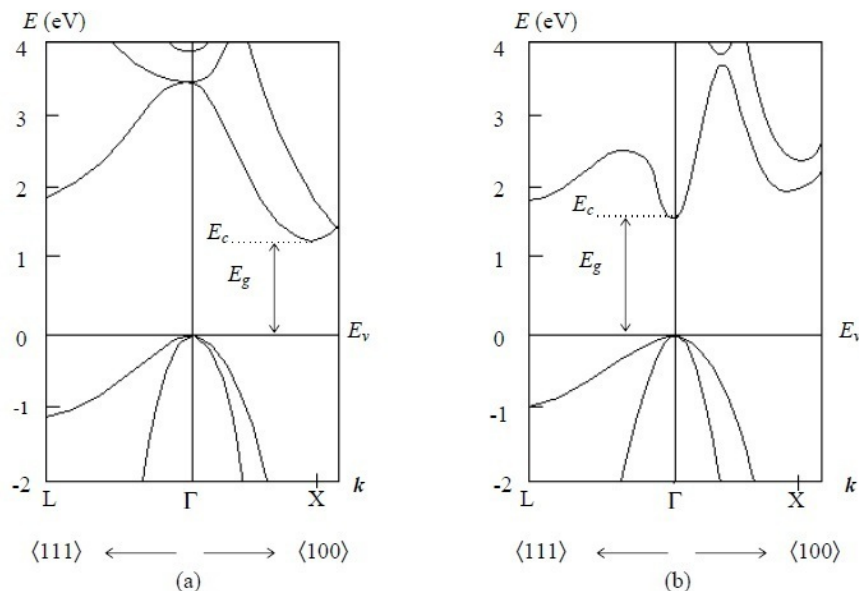 E (eV)
4
3
2
1
0
-1
-2
E_c
E_g
E_v
L
Γ
X
k
⟨111⟩
⟨100⟩
(a)
E (eV)
4
3
2
1
0
-1
-2
E_c
E_g
E_v
L
Γ
X
k
⟨111⟩
⟨100⟩
(b)